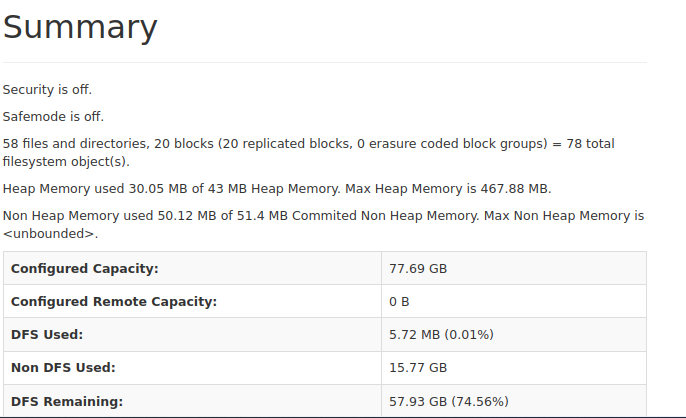 Summary
Security is off.
Safemode is off.
58 files and directories, 20 blocks (20 replicated blocks, 0 erasure coded block groups) = 78 total
filesystem object(s).
Heap Memory used 30.05 MB of 43 MB Heap Memory. Max Heap Memory is 467.88 MB.
Non Heap Memory used 50.12 MB of 51.4 MB Commited Non Heap Memory. Max Non Heap Memory is
<unbounded>.
Configured Capacity: 77.69 GB
Configured Remote Capacity: 0 B
DFS Used: 5.72 MB (0.01%)
Non DFS Used: 15.77 GB
DFS Remaining: 57.93 GB (74.56%)